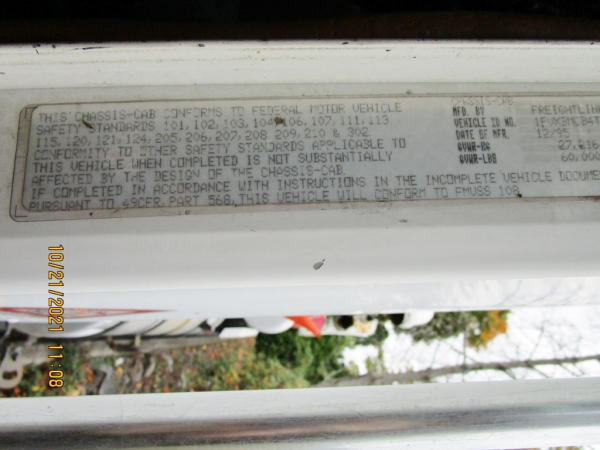 THIS CHASSIS-CAB CONFORMS TO FEDERAL MOTOR VEHICLE
SAFETY STANDARDS 101, 102, 103, 104, 106, 107, 111, 113
115, 120, 121, 124, 205, 206, 207, 208, 209, 210 & 302.
CONFORMITY TO OTHER SAFETY STANDARDS APPLICABLE TO
THIS VEHICLE WHEN COMPLETED IS NOT SUBSTANTIALLY
AFFECTED BY THE DESIGN OF THE CHASSIS-CAB.
IF COMPLETED IN ACCORDANCE WITH INSTRUCTIONS IN THE INCOMPLETE VEHICLE DOCUME
PURSUANT TO 49CFR, PART 568, THIS VEHICLE WILL CONFORM TO FMVSS 108
CHASSIS-CAB
MFD. BY FREIGHTLIN
VEHICLE ID NO.
DATE OF MFR. 12/95
GVWR-KG 27,216
GVWR-LBS 60,000
10/21/2021 11:08